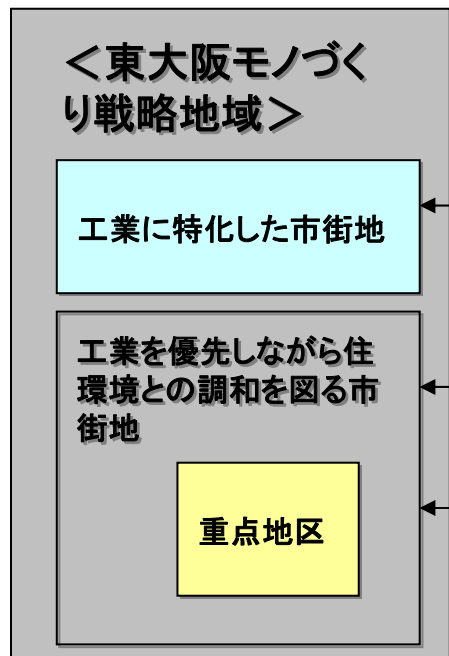 ＜東大阪モノづく
り戦略地域＞
工業に特化した市街地
工業を優先しながら住
環境との調和を図る市
街地
重点地区